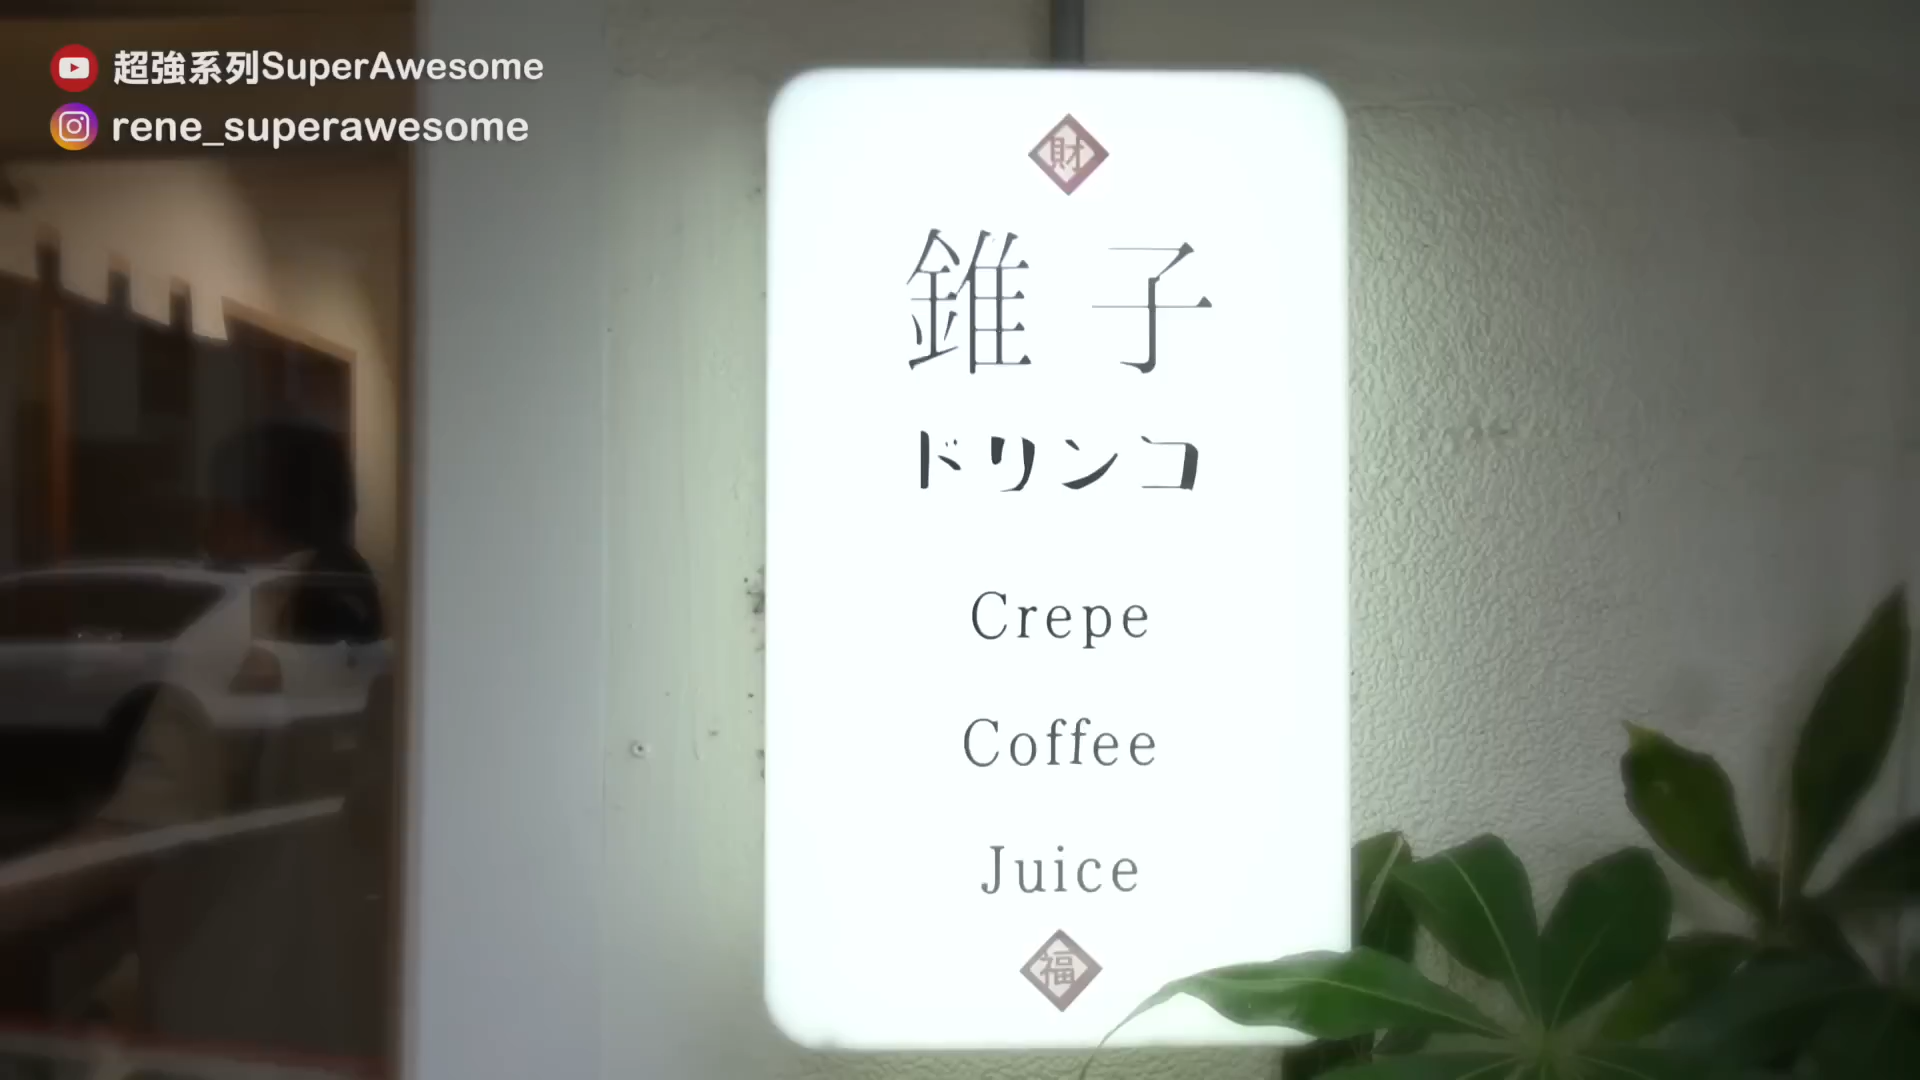 超強系列SuperAwesome
rene_superawesome
財
錐子
ドリンコ
Crepe
Coffee
Juice
福